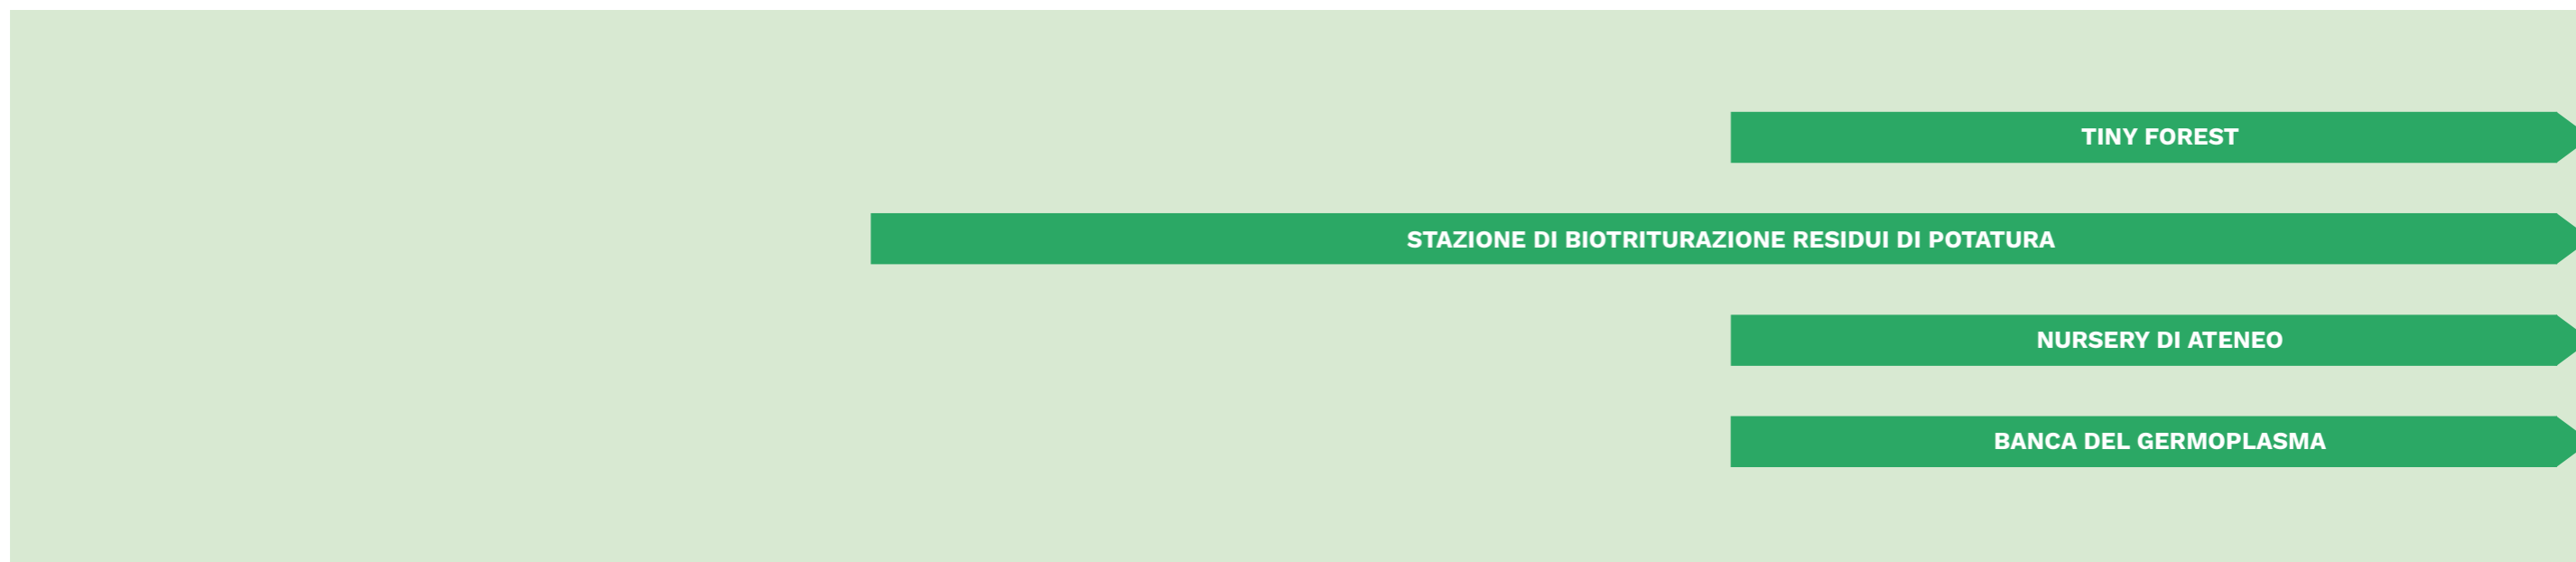 TINY FOREST
STAZIONE DI BIOTRITURAZIONE RESIDUI DI POTATURA
NURSERY DI ATENEO
BANCA DEL GERMOPLASMA